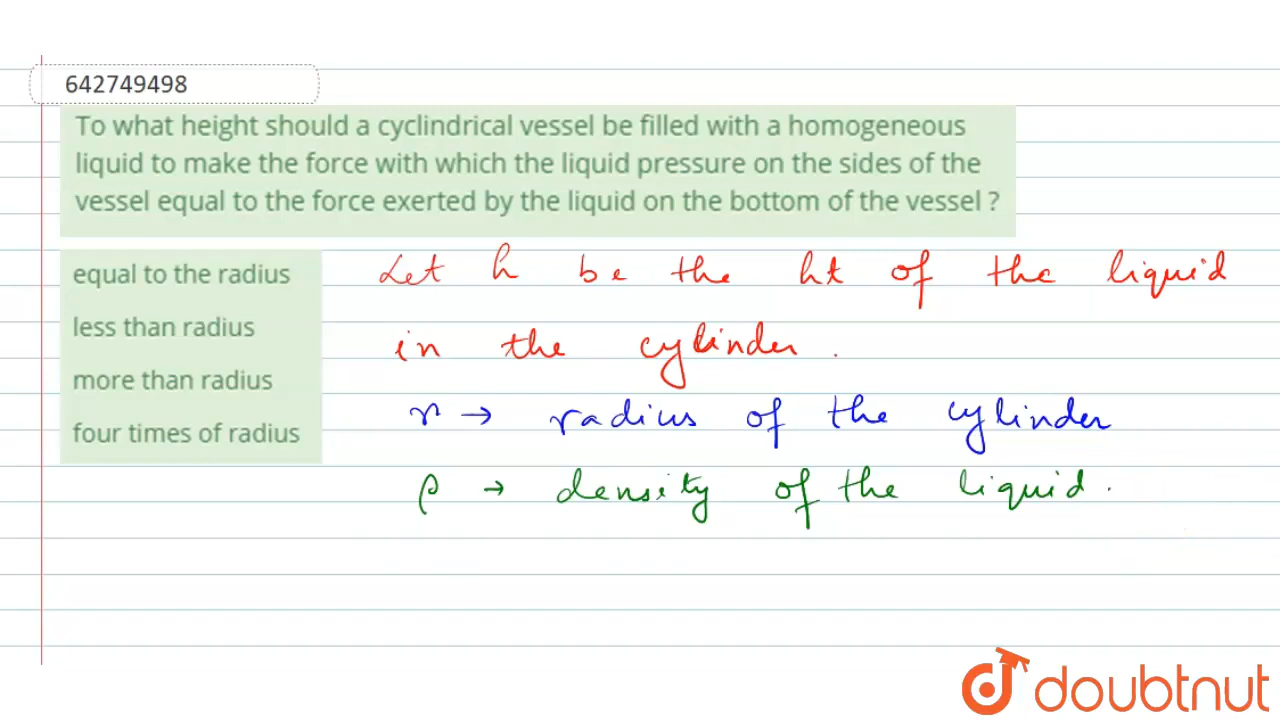 642749498
To what height should a cyclindrical vessel be filled with a homogeneous
liquid to make the force with which the liquid pressure on the sides of the
vessel equal to the force exerted by the liquid on the bottom of the vessel ?
equal to the radius
less than radius
more than radius
four times of radius
Let h be the ht of the liquid
in the cylinder.
r → radius of the cylinder
ρ → density of the liquid.
doubtnut